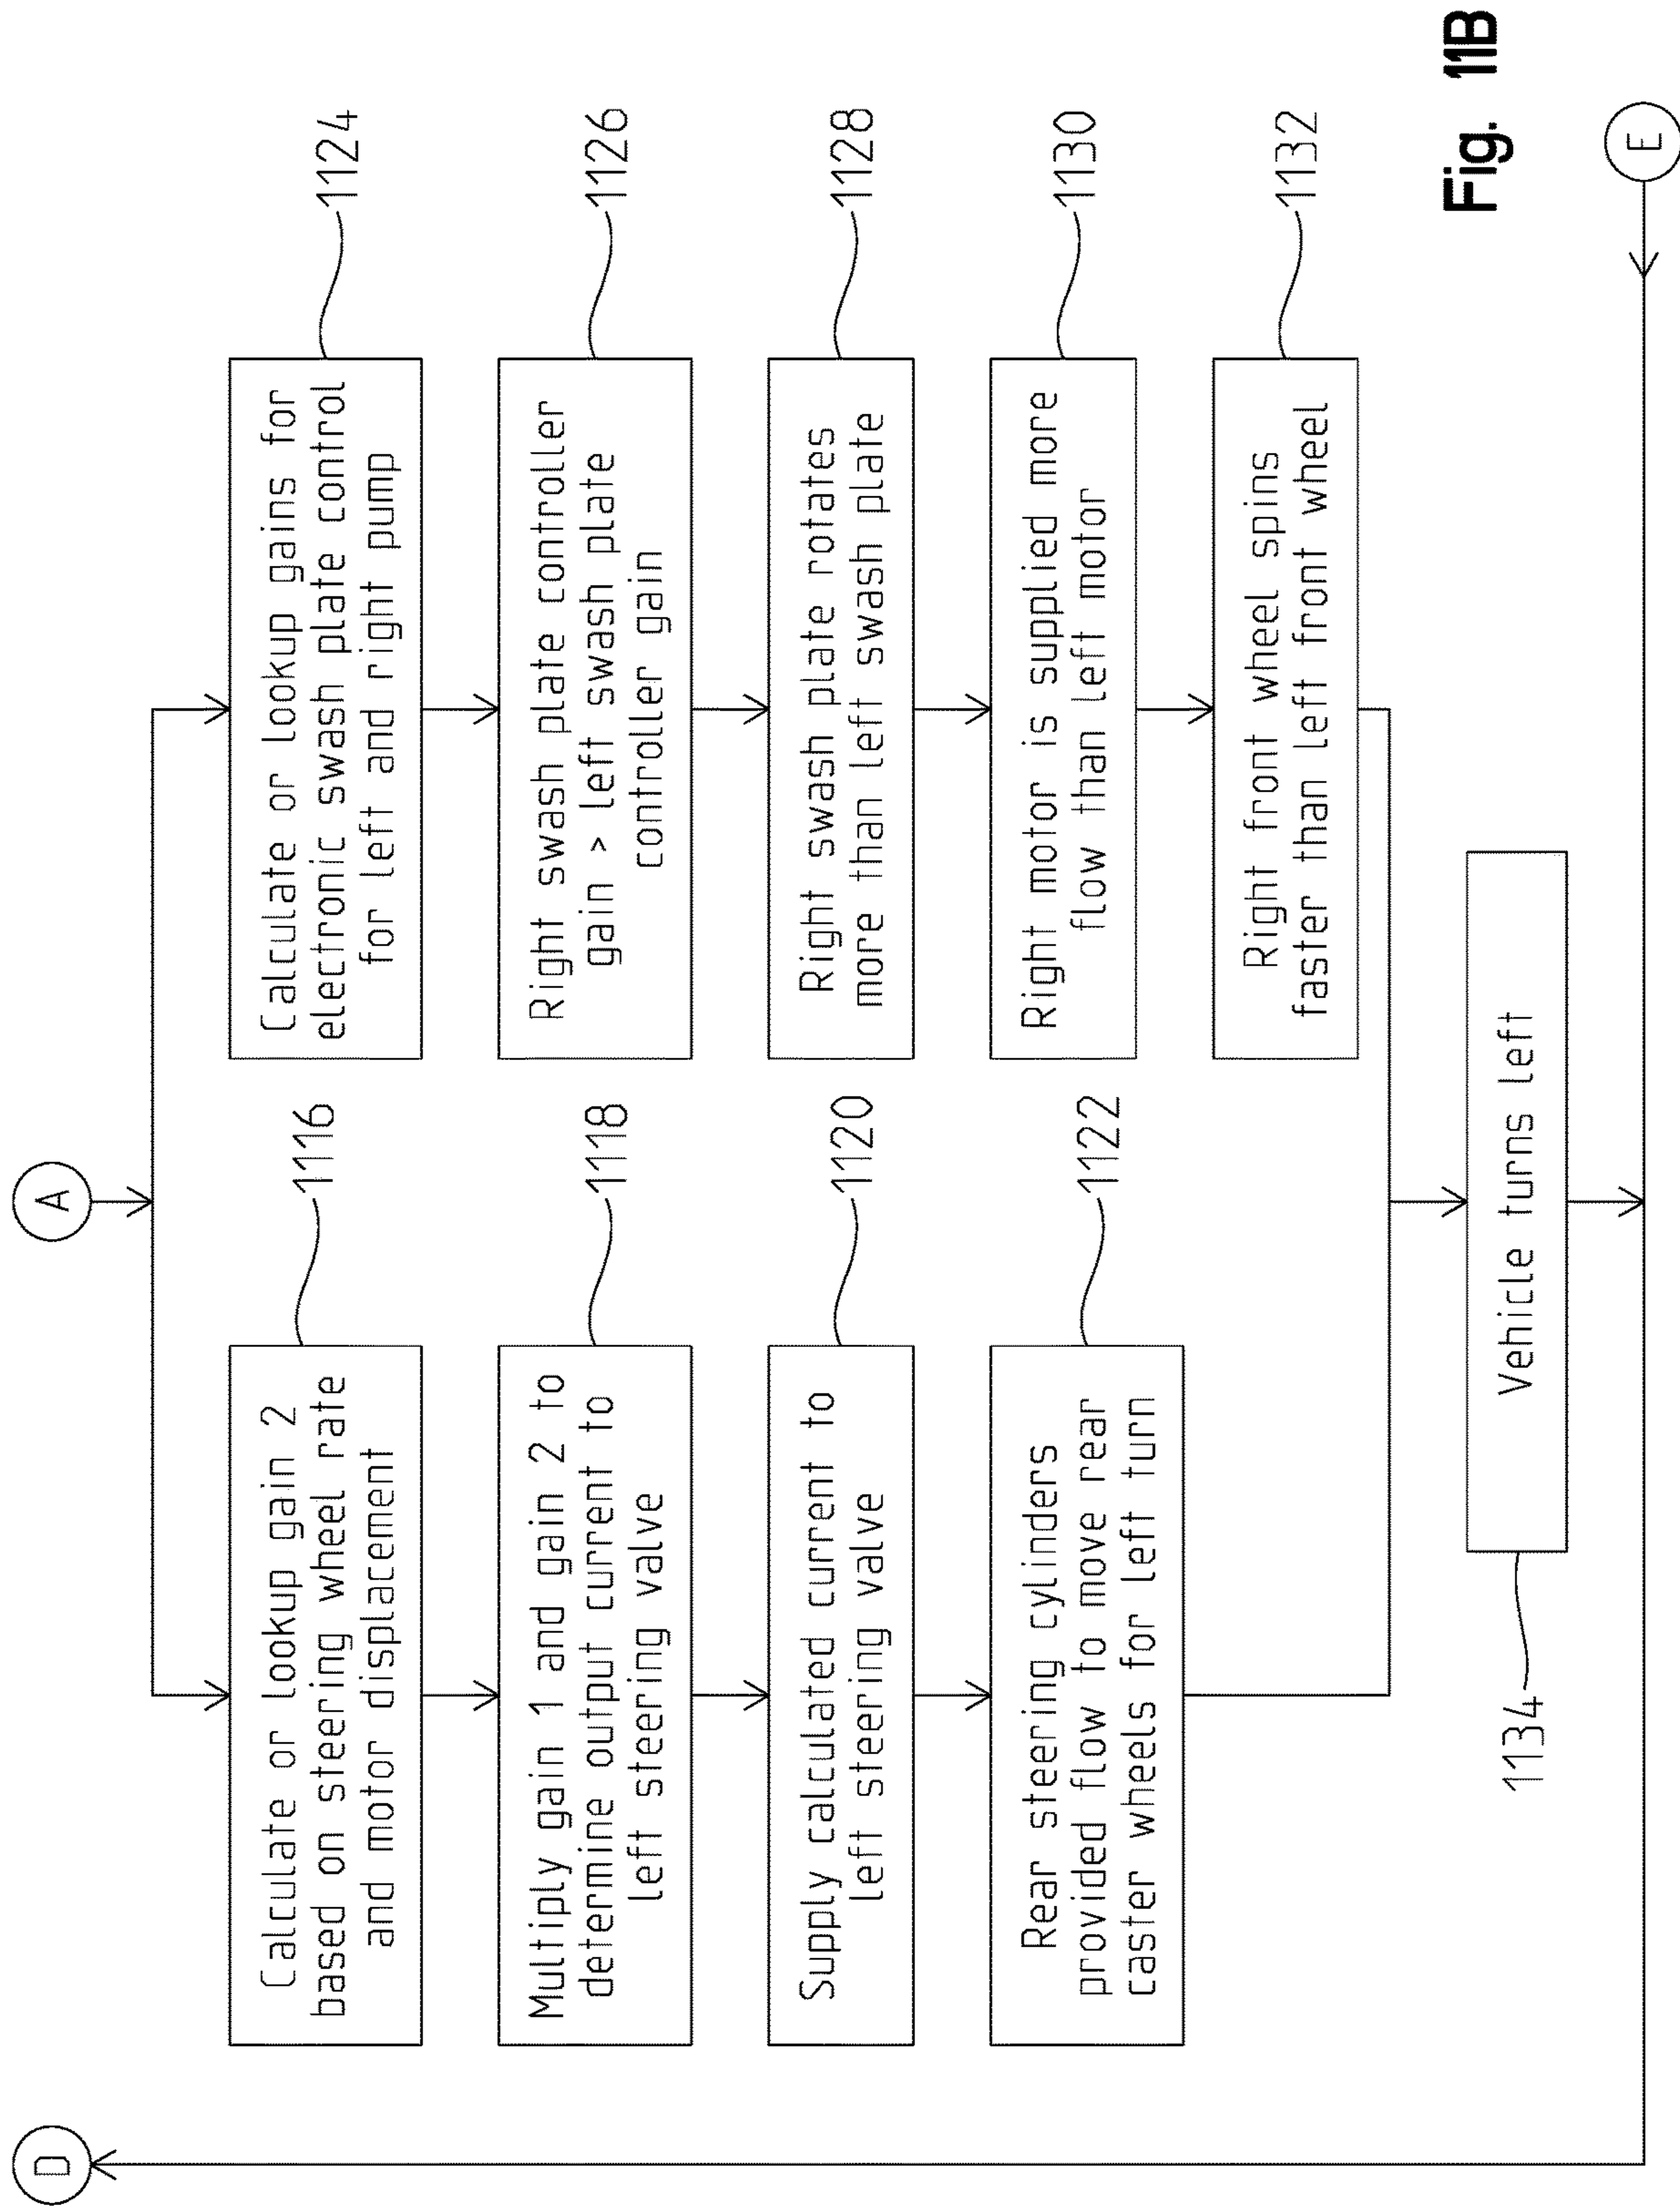 D
A
Calculate or lookup gain 2
based on steering wheel rate
and motor displacement
1116
Multiply gain 1 and gain 2 to
determine output current to
left steering valve
1118
Supply calculated current to
left steering valve
1120
Rear steering cylinders
provided flow to move rear
caster wheels for left turn
1122
Calculate or lookup gains for
electronic swash plate control
for left and right pump
1124
Right swash plate controller
gain > left swash plate
controller gain
1126
Right swash plate rotates
more than left swash plate
1128
Right motor is supplied more
flow than left motor
1130
Right front wheel spins
faster than left front wheel
1132
Vehicle turns left
1134
Fig. 11B
E